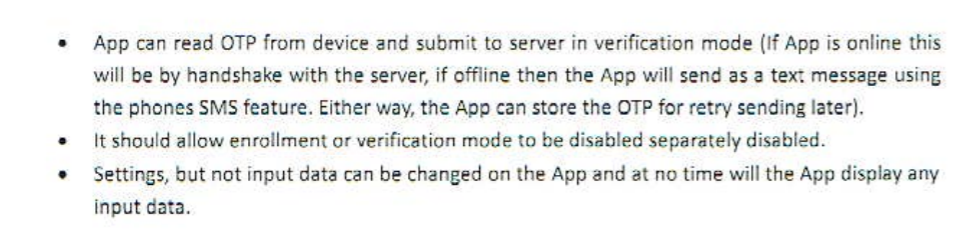 • App can read OTP from device and submit to server in verification mode (If App is online this
will be by handshake with the server, if offline then the App will send as a text message using
the phones SMS feature. Either way, the App can store the OTP for retry sending later).
• It should allow enrollment or verification mode to be disabled separately disabled.
• Settings, but not input data can be changed on the App and at no time will the App display any
input data.